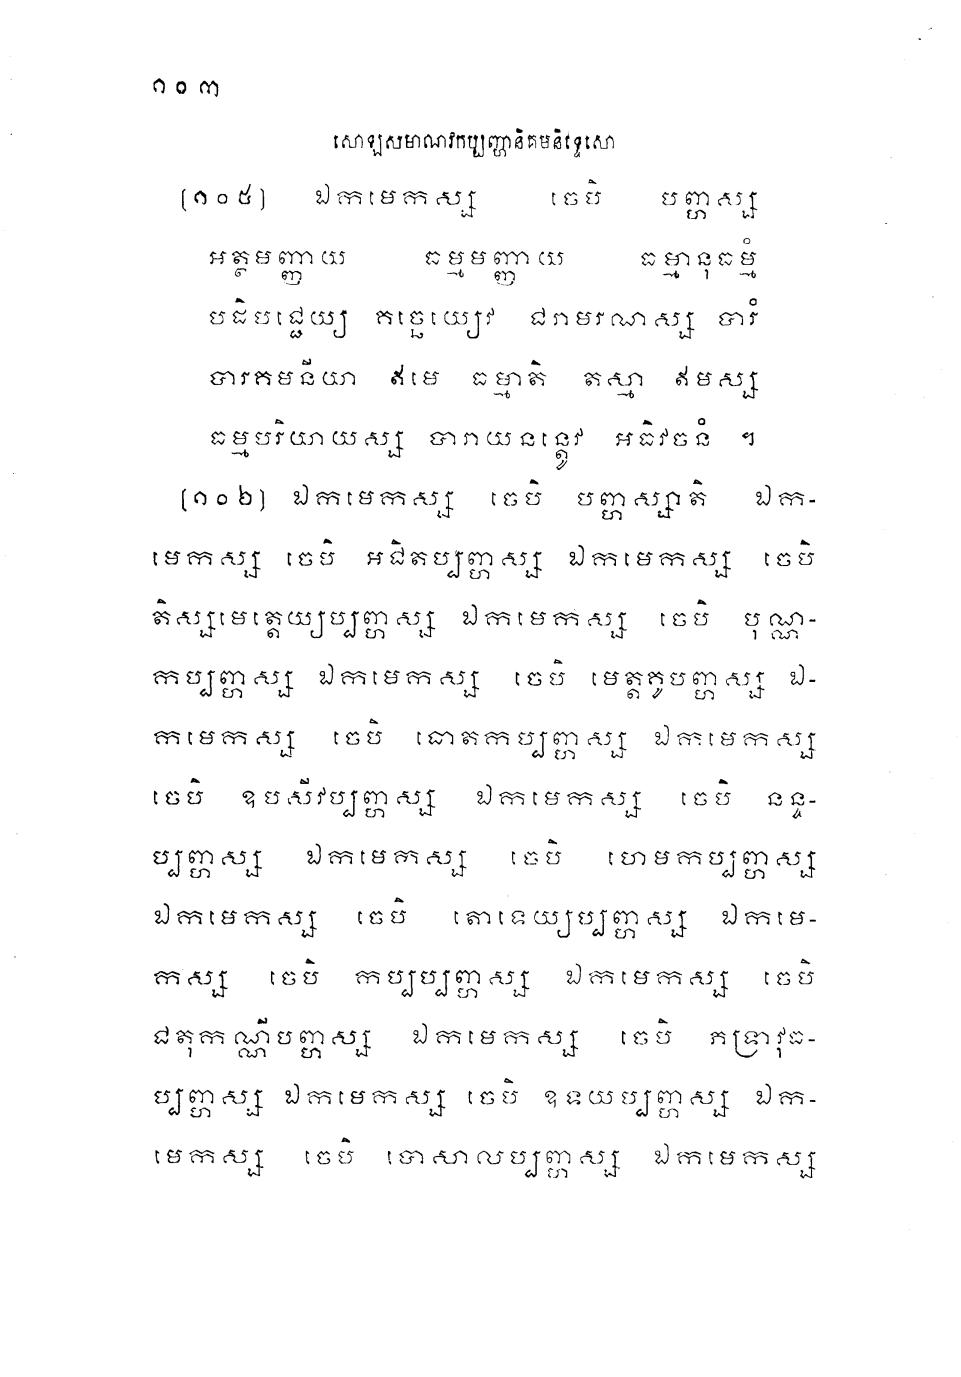 ១០៣
សោឡសមាណវកប្បញ្ហានិគមនិទ្ទេសោ
[១០៥] ឯកមេកស្ស ចេបិ បញ្ហស្ស
អត្ថមញ្ញាយ ធម្មមញ្ញាយ ធម្មានុធម្មំ
បដិបជ្ជេយ្យ គច្ឆេយ្យេវ ជរាមរណស្ស បារំ
បារគមនីយា ឥមេ ធម្មាតិ តស្មា ឥមស្ស
ធម្មបរិយាយស្ស បារាយនន្ត្វេវ អធិវចនំ ។
[១០៦] ឯកមេកស្ស ចេបិ បញ្ហស្សាតិ ឯក-
មេកស្ស ចេបិ អជិតប្បញ្ហស្ស ឯកមេកស្ស ចេបិ
តិស្សមេត្តេយ្យប្បញ្ហស្ស ឯកមេកស្ស ចេបិ បុណ្ណ-
កប្បញ្ហស្ស ឯកមេកស្ស ចេបិ មេត្តគូបញ្ហស្ស ឯ-
កមេកស្ស ចេបិ ធោតកប្បញ្ហស្ស ឯកមេកស្ស
ចេបិ ឧបសីវប្បញ្ហស្ស ឯកមេកស្ស ចេបិ នន្ទ-
ប្បញ្ហស្ស ឯកមេកស្ស ចេបិ ហេមកប្បញ្ហស្ស
ឯកមេកស្ស ចេបិ តោទេយ្យប្បញ្ហស្ស ឯកមេ-
កស្ស ចេបិ កប្បប្បញ្ហស្ស ឯកមេកស្ស ចេបិ
ជតុកណ្ណីបញ្ហស្ស ឯកមេកស្ស ចេបិ ភទ្រាវុធ-
ប្បញ្ហស្ស ឯកមេកស្ស ចេបិ ឧទយប្បញ្ហស្ស ឯក-
មេកស្ស ចេបិ បោសាលប្បញ្ហស្ស ឯកមេកស្ស